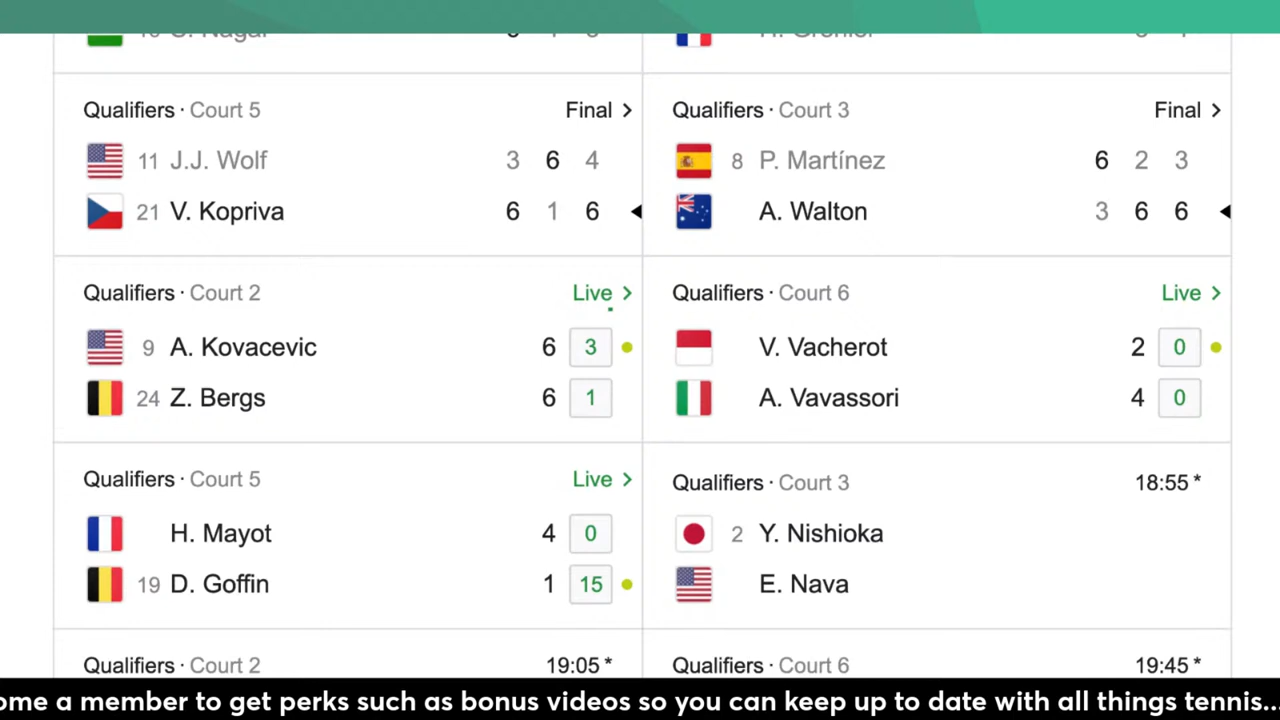 Qualifiers · Court 5 Final >
11 J.J. Wolf 3 6 4
21 V. Kopriva 6 1 6
Qualifiers · Court 3 Final >
8 P. Martínez 6 2 3
A. Walton 3 6 6
Qualifiers · Court 2 Live >
9 A. Kovacevic 6 3
24 Z. Bergs 6 1
Qualifiers · Court 6 Live >
V. Vacherot 2 0
A. Vavassori 4 0
Qualifiers · Court 5 Live >
H. Mayot 4 0
19 D. Goffin 1 15
Qualifiers · Court 3 18:55 *
2 Y. Nishioka
E. Nava
Qualifiers · Court 2 19:05 *
Qualifiers · Court 6 19:45 *
ome a member to get perks such as bonus videos so you can keep up to date with all things tennis...